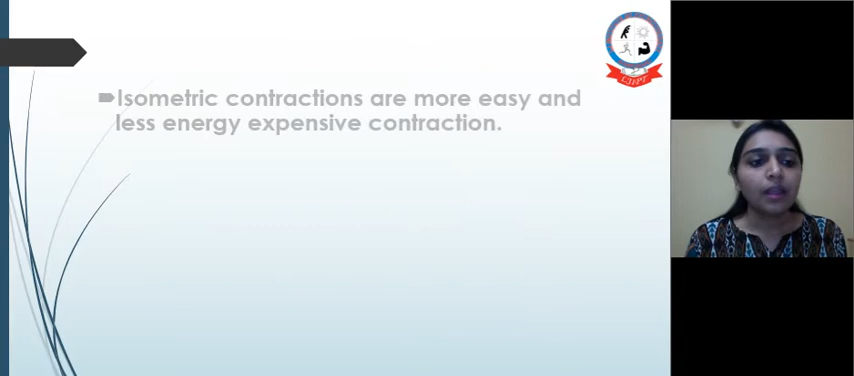 Isometric contractions are more easy and
less energy expensive contraction.